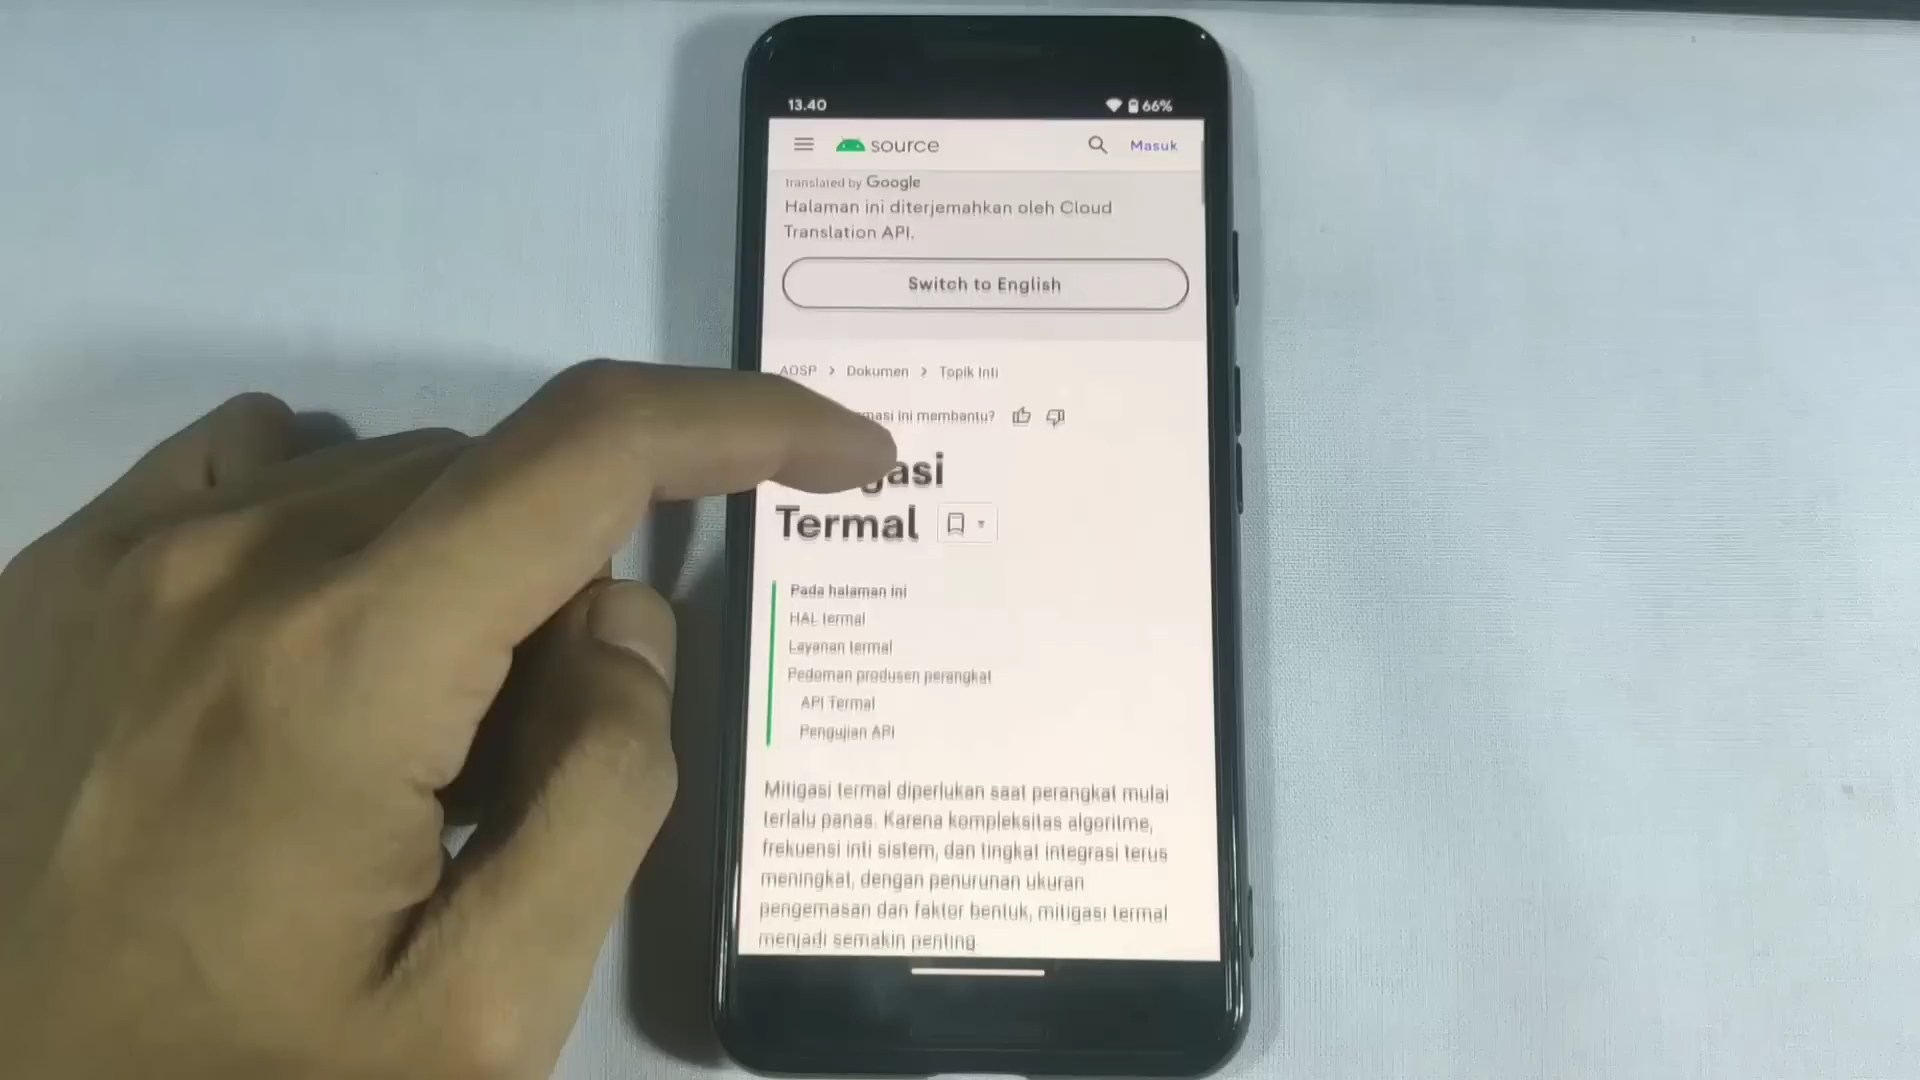 13.40
66%
source
Masuk
translated by Google
Halaman ini diterjemahkan oleh Cloud
Translation API.
Switch to English
AOSP > Dokumen > Topik Inti
ini membantu?
Termal
Pada halaman ini
HAL termal
Layanan termal
Pedoman produsen perangkat
API Termal
Pengujian API
Mitigasi termal diperlukan saat perangkat mulai
terlalu panas. Karena kompleksitas algoritme,
frekuensi inti sistem, dan tingkat integrasi terus
meningkat, dengan penurunan ukuran
pengemasan dan faktor bentuk, mitigasi termal
menjadi semakin penting.